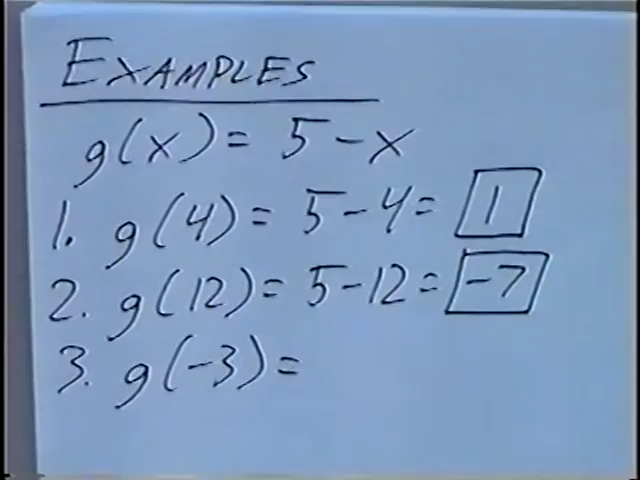 EXAMPLES
g(x) = 5 - x
1. g(4) = 5 - 4 = 1
2. g(12) = 5 - 12 = -7
3. g(-3) =